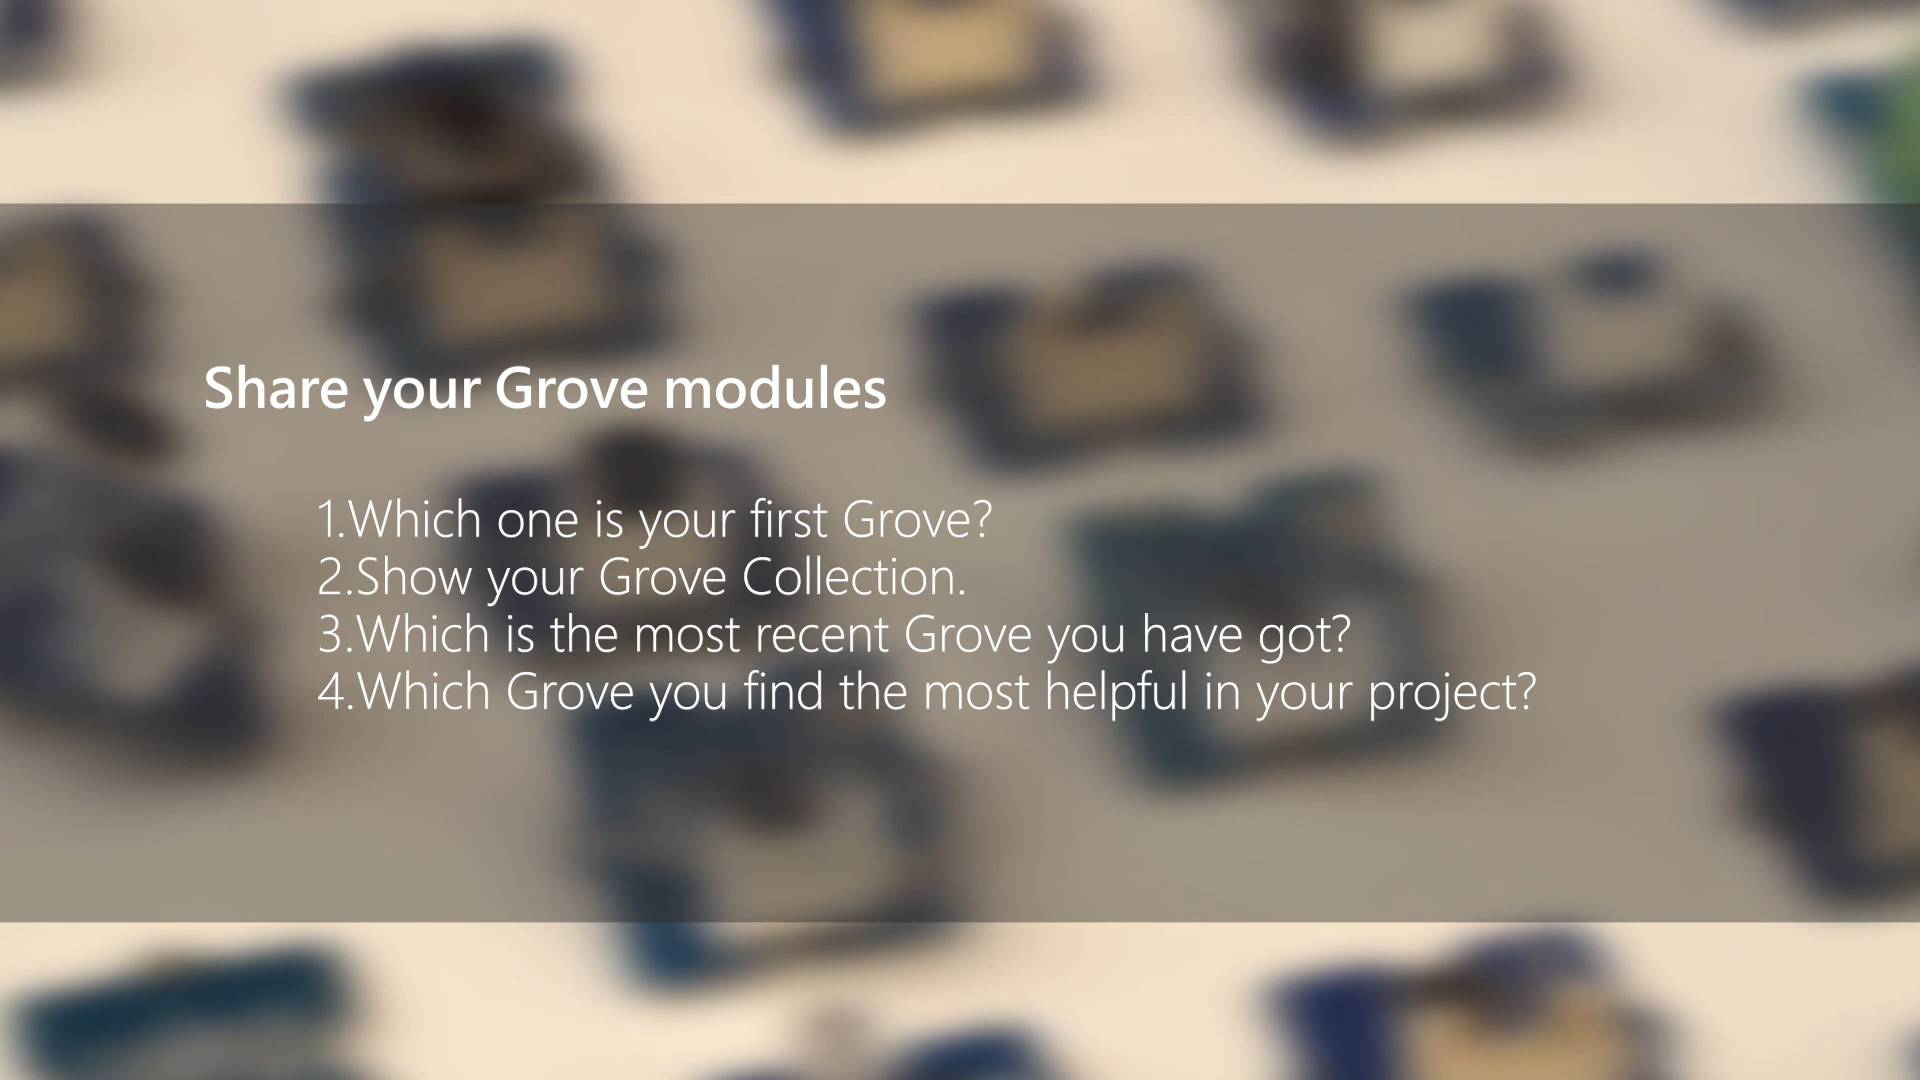 Share your Grove modules
1.Which one is your first Grove?
2.Show your Grove Collection.
3.Which is the most recent Grove you have got?
4.Which Grove you find the most helpful in your project?